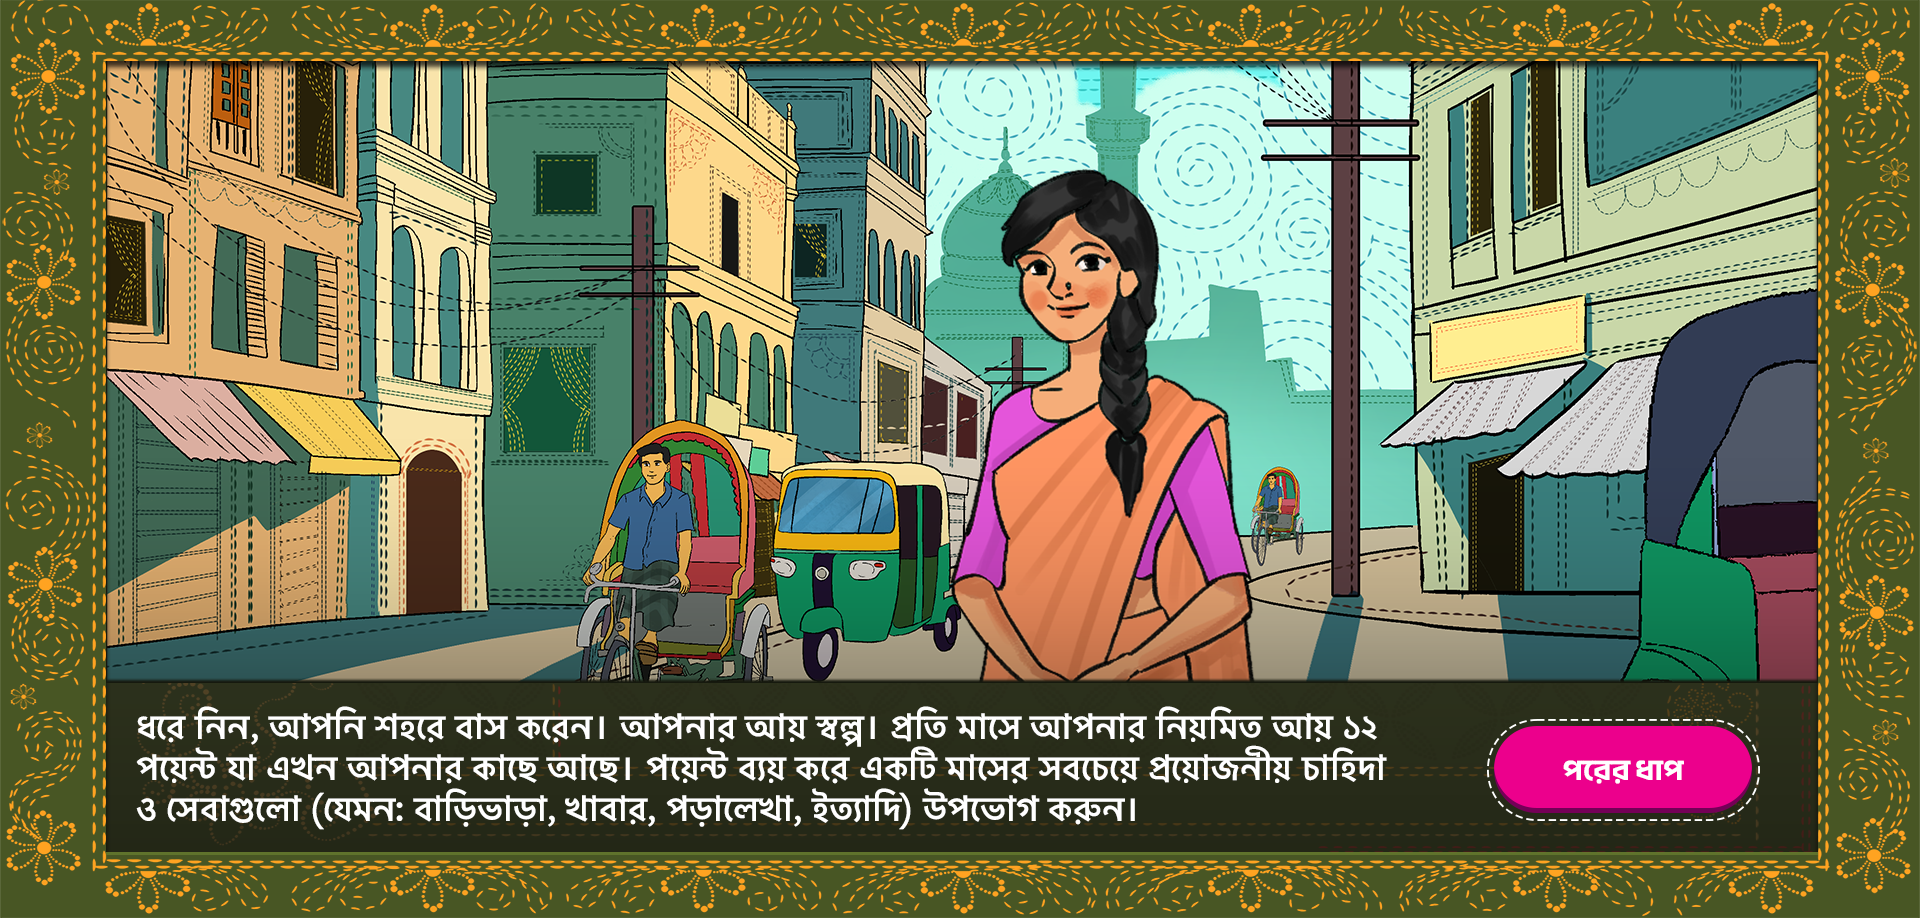 ধরে নিন, আপনি শহরে বাস করেন। আপনার আয় স্বল্প। প্রতি মাসে আপনার নিয়মিত আয় ১২
পয়েন্ট যা এখন আপনার কাছে আছে। পয়েন্ট ব্যয় করে একটি মাসের সবচেয়ে প্রয়োজনীয় চাহিদা
ও সেবাগুলো (যেমন: বাড়িভাড়া, খাবার, পড়ালেখা, ইত্যাদি) উপভোগ করুন।
পরের ধাপ